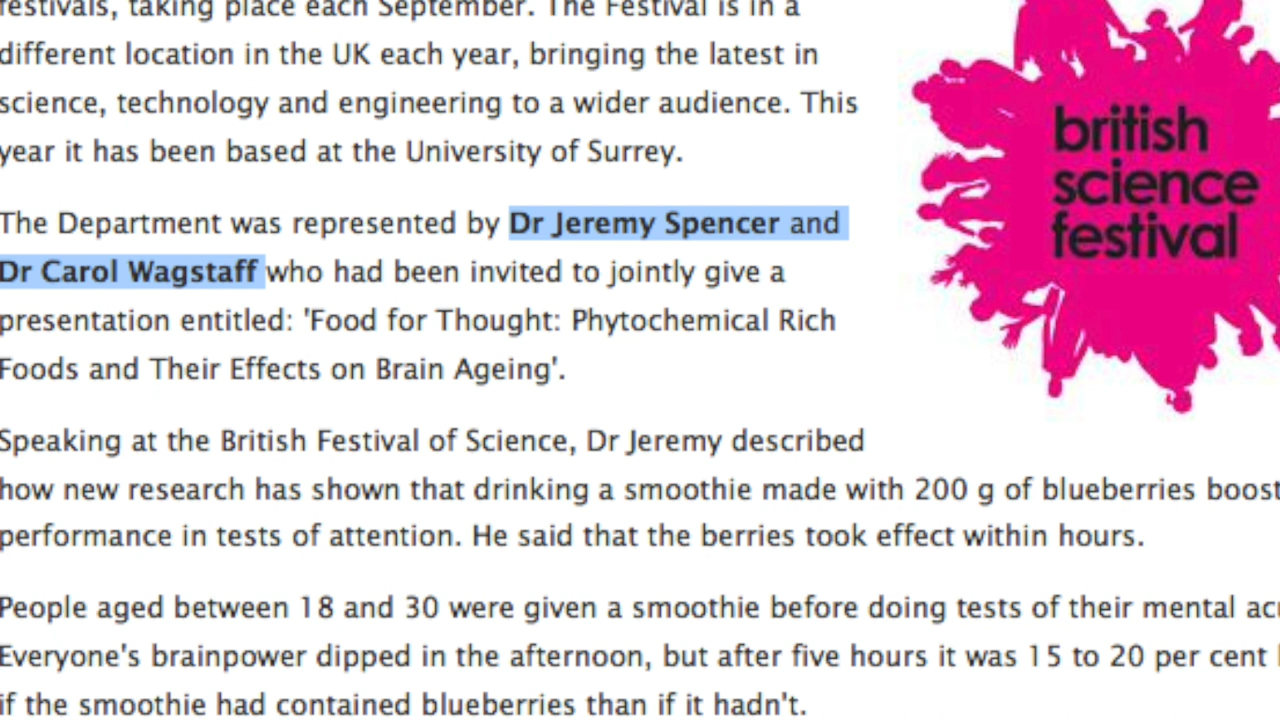 festivals, taking place each September. The Festival is in a
different location in the UK each year, bringing the latest in
science, technology and engineering to a wider audience. This
year it has been based at the University of Surrey.
The Department was represented by Dr Jeremy Spencer and
Dr Carol Wagstaff who had been invited to jointly give a
presentation entitled: 'Food for Thought: Phytochemical Rich
Foods and Their Effects on Brain Ageing'.
british
science
festival
Speaking at the British Festival of Science, Dr Jeremy described
how new research has shown that drinking a smoothie made with 200 g of blueberries boost
performance in tests of attention. He said that the berries took effect within hours.
People aged between 18 and 30 were given a smoothie before doing tests of their mental
Everyone's brainpower dipped in the afternoon, but after five hours it was 15 to 20 per cent
if the smoothie had contained blueberries than if it hadn't.